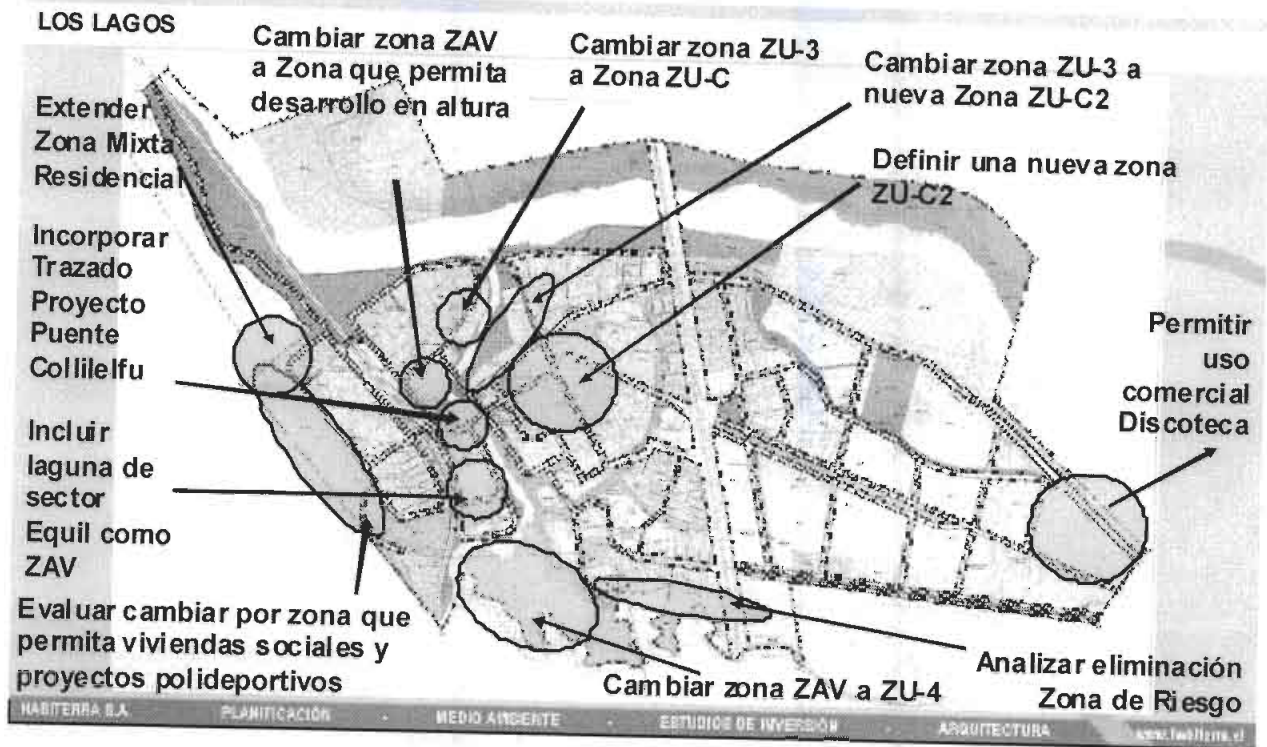 LOS LAGOS
Cambiar zona ZAV
a Zona que permita
desarrollo en altura
Cambiar zona ZU-3
a Zona ZU-C
Cambiar zona ZU-3 a
nueva Zona ZU-C2
Definir una nueva zona
ZU-C2
Extender
Zona Mixta
Residencial
Incorporar
Trazado
Proyecto
Puente
Collilelfu
Incluir
laguna de
sector
Equil como
ZAV
Permitir
uso
comercial
Discoteca
Evaluar cambiar por zona que
permita viviendas sociales y
proyectos polideportivos
Cambiar zona ZAV a ZU-4
Analizar eliminación
Zona de Riesgo
HABITERRA S.A. PLANIFICACIÓN - MEDIO AMBIENTE - ESTUDIOS DE INVERSIÓN - ARQUITECTURA